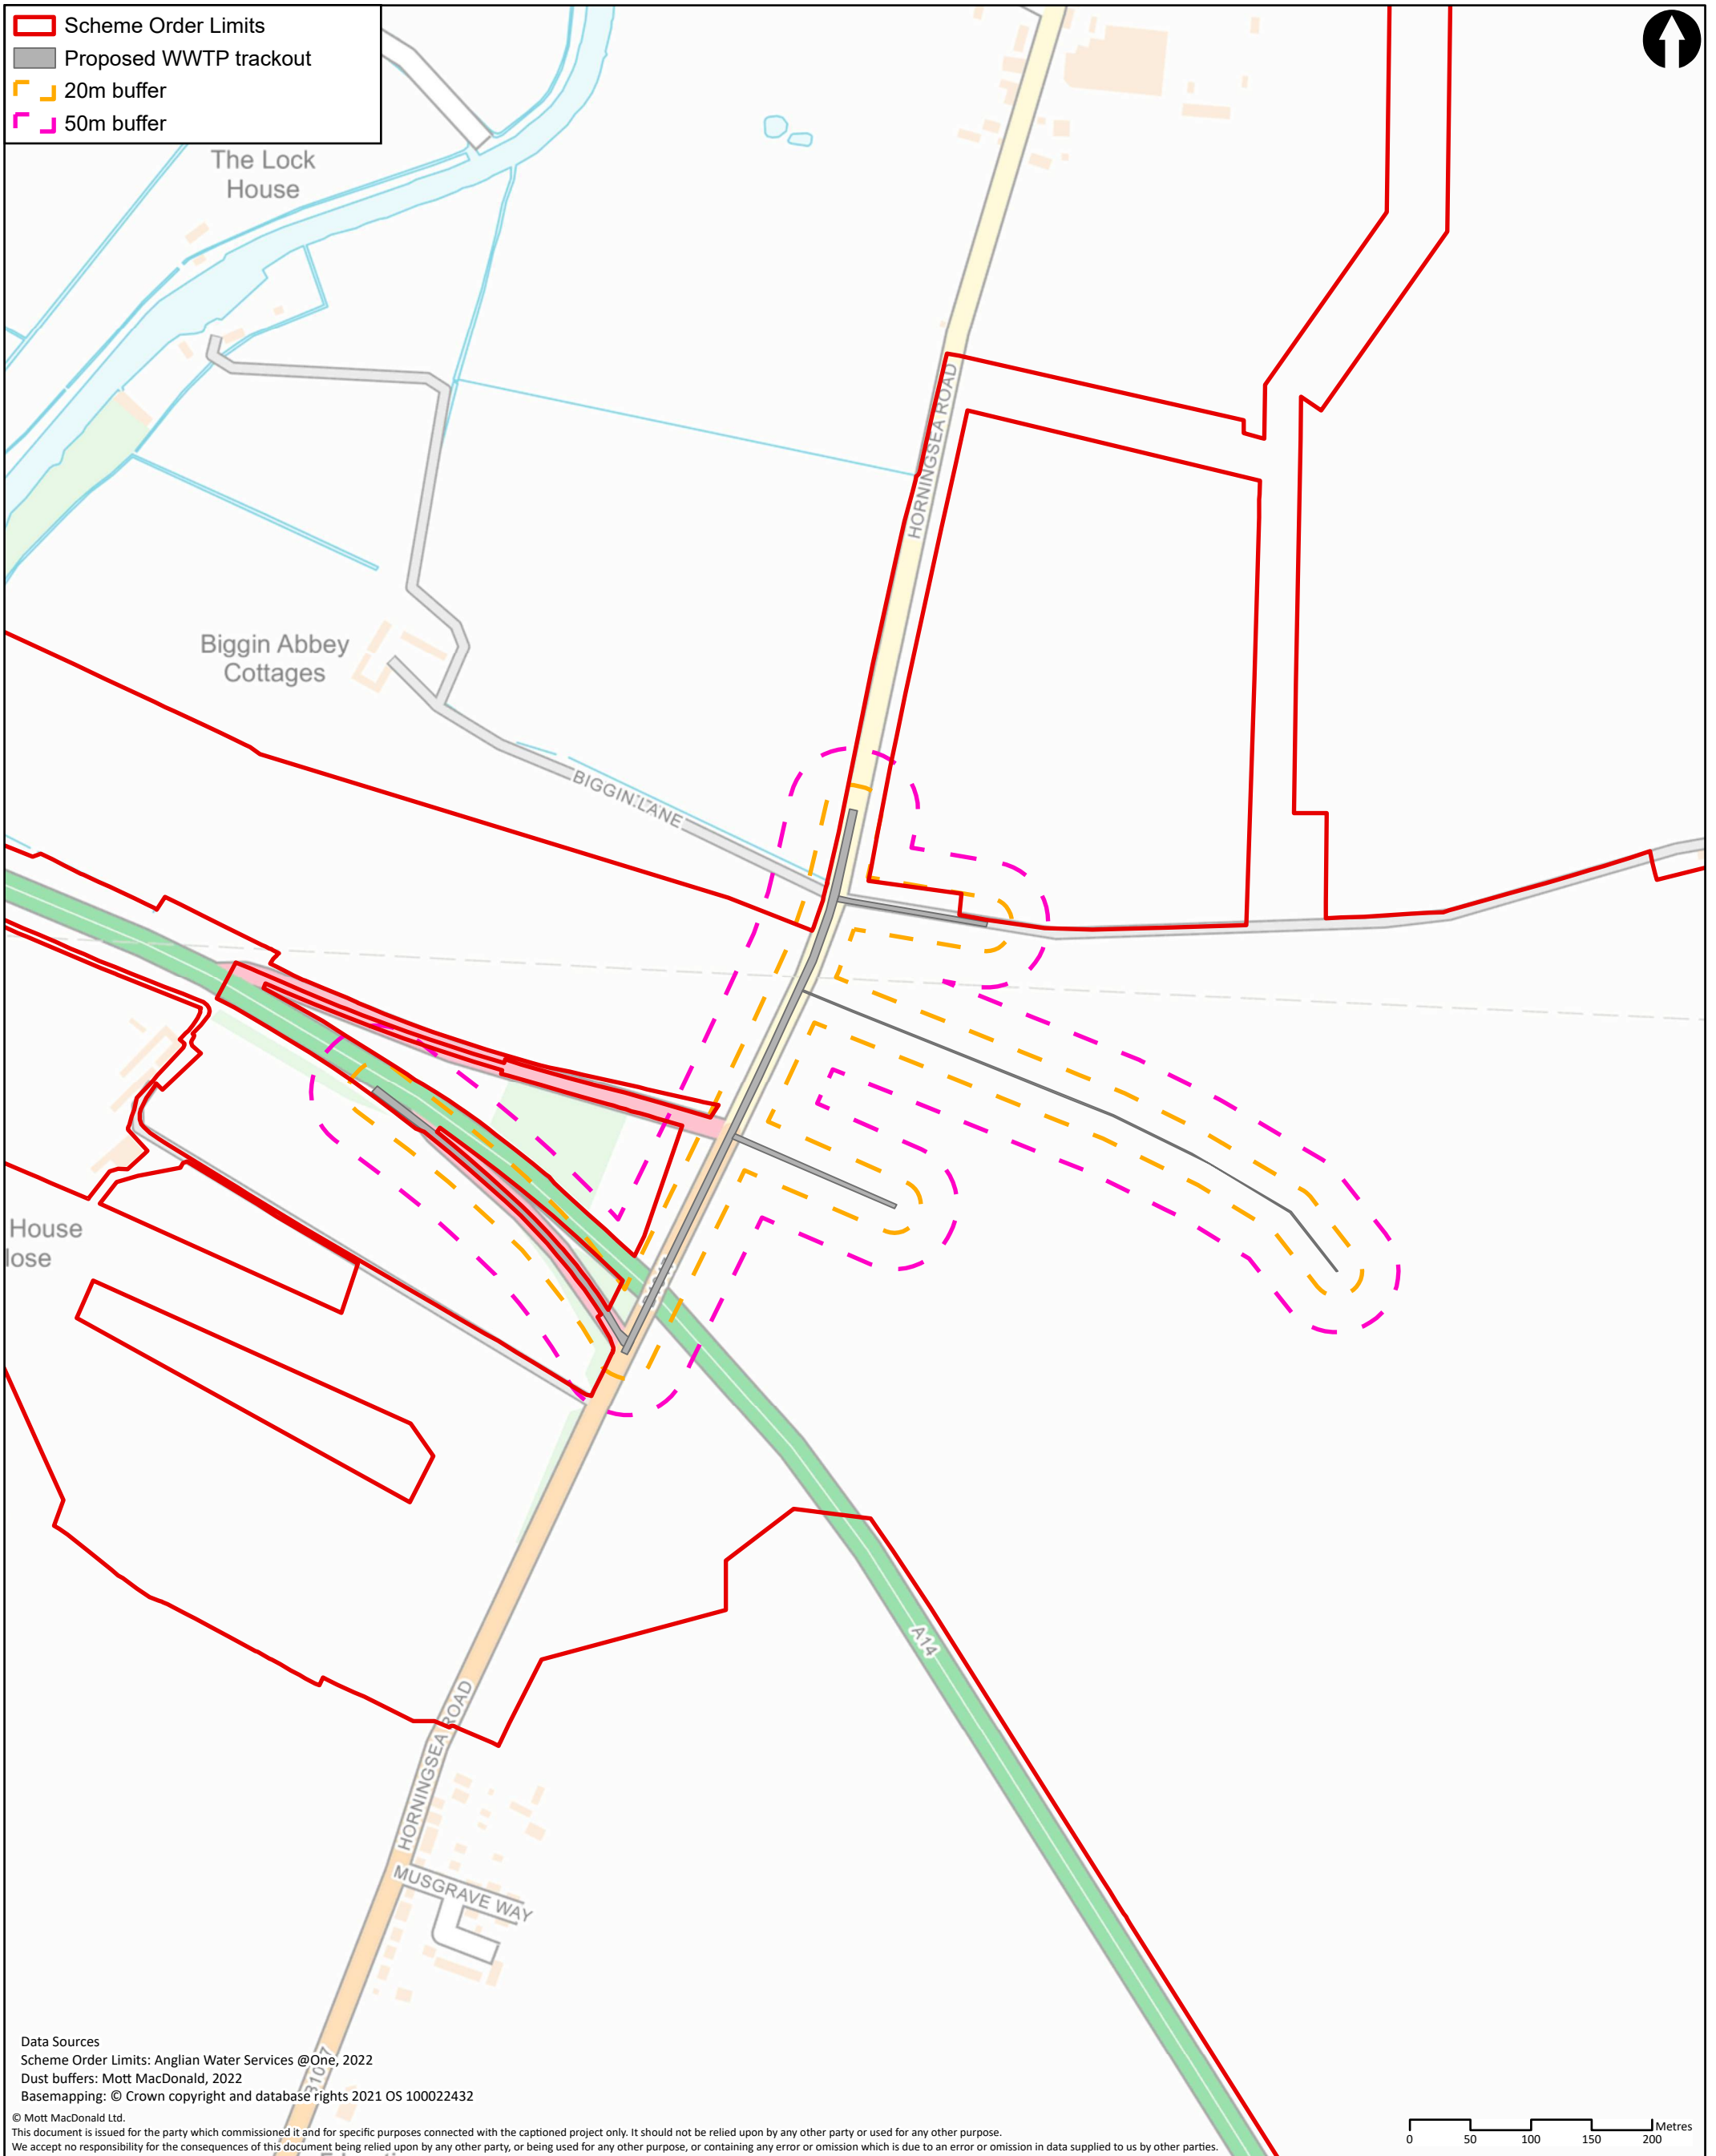 Scheme Order Limits
Proposed WWTP trackout
20m buffer
50m buffer
The Lock
House
HORNINGSEA ROAD
Biggin Abbey
Cottages
BIGGIN LANE
House
lose
A14
HORNINGSEA ROAD
MUSGRAVE WAY
Data Sources
Scheme Order Limits: Anglian Water Services @One, 2022
Dust buffers: Mott MacDonald, 2022
Basemapping: © Crown copyright and database rights 2021 OS 100022432
© Mott MacDonald Ltd.
This document is issued for the party which commissioned it and for specific purposes connected with the captioned project only. It should not be relied upon by any other party or used for any other purpose.
We accept no responsibility for the consequences of this document being relied upon by any other party, or being used for any other purpose, or containing any error or omission which is due to an error or omission in data supplied to us by other parties.
Metres
0 50 100 150 200